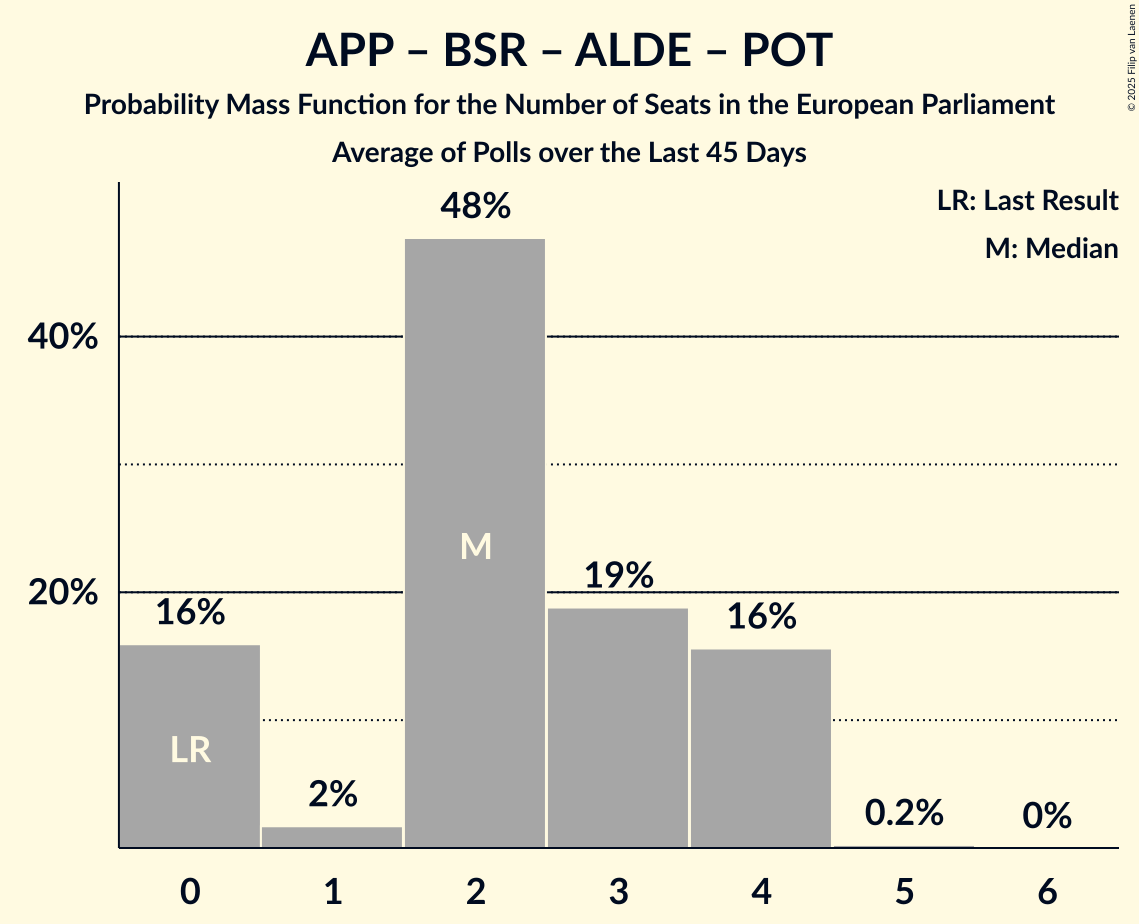 APP – BSR – ALDE – POT
Probability Mass Function for the Number of Seats in the European Parliament
Average of Polls over the Last 45 Days
© 2025 Filip van Laenen
LR: Last Result
M: Median
48%
40%
M
19%
20%
16%
16%
LR
2%
0.2%
0%
0 1 2 3 4 5 6